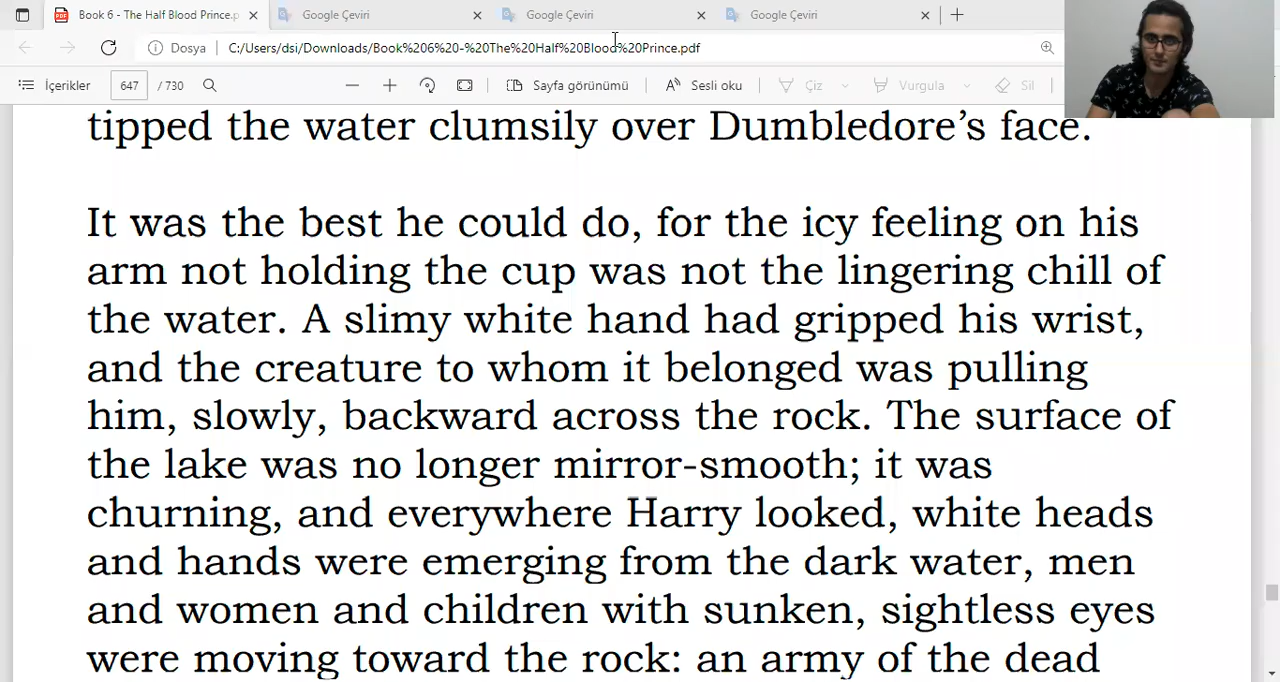 Book 6 - The Half Blood Prince.p
Google Çeviri
Google Çeviri
Google Çeviri
Dosya
C:/Users/dsi/Downloads/Book%206%20-%20The%20Half%20Blood%20Prince.pdf
İçerikler
647 / 730
Sayfa görünümü
Sesli oku
Çiz
Vurgula
Sil
tipped the water clumsily over Dumbledore's face.
It was the best he could do, for the icy feeling on his
arm not holding the cup was not the lingering chill of
the water. A slimy white hand had gripped his wrist,
and the creature to whom it belonged was pulling
him, slowly, backward across the rock. The surface of
the lake was no longer mirror-smooth; it was
churning, and everywhere Harry looked, white heads
and hands were emerging from the dark water, men
and women and children with sunken, sightless eyes
were moving toward the rock: an army of the dead